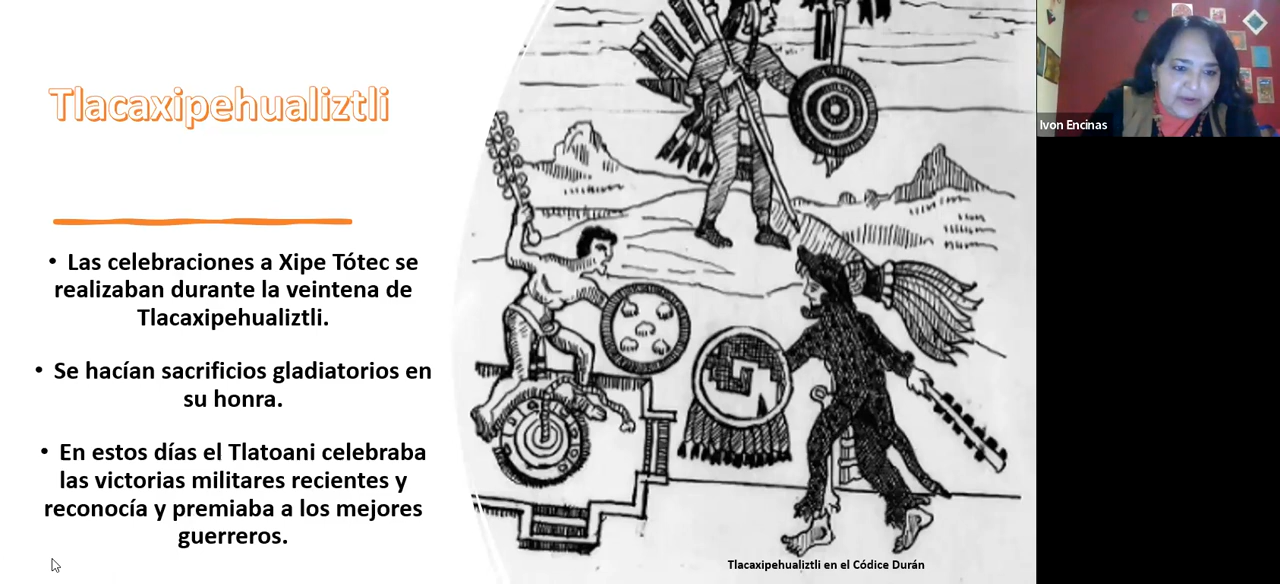 Tlacaxipehualiztli
• Las celebraciones a Xipe Tótec se
realizaban durante la veintena de
Tlacaxipehualiztli.
• Se hacían sacrificios gladiatorios en
su honra.
• En estos días el Tlatoani celebraba
las victorias militares recientes y
reconocía y premiaba a los mejores
guerreros.
Tlacaxipehualiztli en el Códice Durán
Ivon Encinas